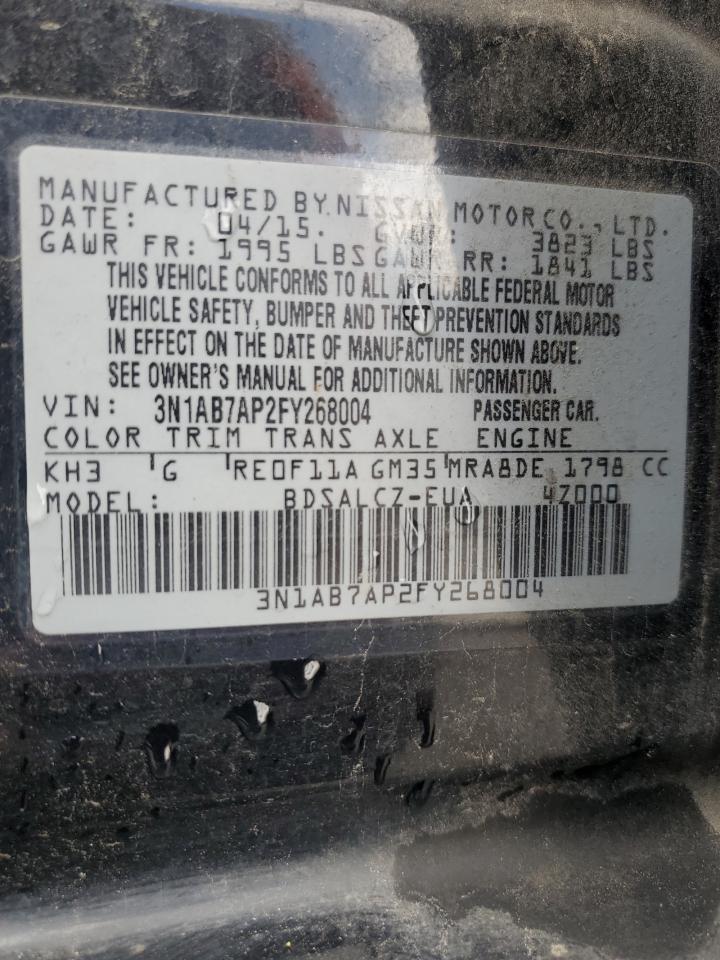 MANUFACTURED BY NISSAN MOTOR CO., LTD.
DATE: 04/15. GVWR: 3823 LBS
GAWR FR: 1995 LBS GAWR RR: 1841 LBS
THIS VEHICLE CONFORMS TO ALL APPLICABLE FEDERAL MOTOR
VEHICLE SAFETY, BUMPER AND THEFT PREVENTION STANDARDS
IN EFFECT ON THE DATE OF MANUFACTURE SHOWN ABOVE.
SEE OWNER'S MANUAL FOR ADDITIONAL INFORMATION.
VIN: 3N1AB7AP2FY268004 PASSENGER CAR.
COLOR TRIM TRANS AXLE ENGINE
KH3 G RE0F11A GM35 MRA8DE 1798 CC
MODEL: BDSALCZ-EUA 4Z000
3N1AB7AP2FY268004